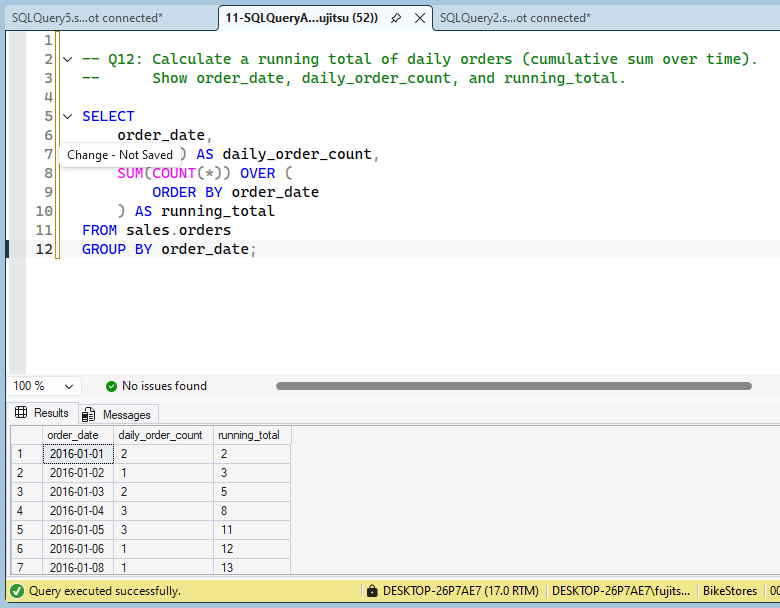 SQLQuery5.s...ot connected*
11-SQLQueryA...ujitsu (52))
SQLQuery2.s...ot connected*
1
2 -- Q12: Calculate a running total of daily orders (cumulative sum over time).
3 --      Show order_date, daily_order_count, and running_total.
4
5 SELECT
6 order_date,
7 ) AS daily_order_count,
Change - Not Saved
8 SUM(COUNT(*)) OVER (
9 ORDER BY order_date
10 ) AS running_total
11 FROM sales.orders
12 GROUP BY order_date;
100 %
No issues found
Results
Messages
order_date daily_order_count running_total
1 2016-01-01 2 2
2 2016-01-02 1 3
3 2016-01-03 2 5
4 2016-01-04 3 8
5 2016-01-05 3 11
6 2016-01-06 1 12
7 2016-01-08 1 13
Query executed successfully.
DESKTOP-26P7AE7 (17.0 RTM)
DESKTOP-26P7AE7\fujits...
BikeStores